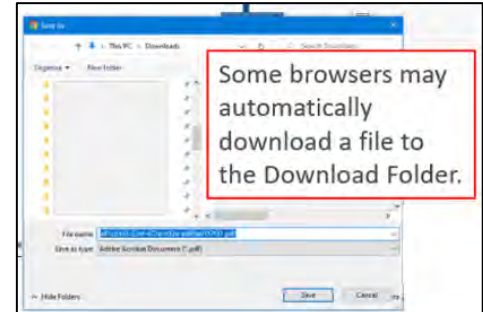 Save As
This PC > Downloads
Search Downloads
Organize
New folder
Some browsers may
automatically
download a file to
the Download Folder.
File name:
Save as type: Adobe Acrobat Document (*.pdf)
Hide Folders
Save
Cancel